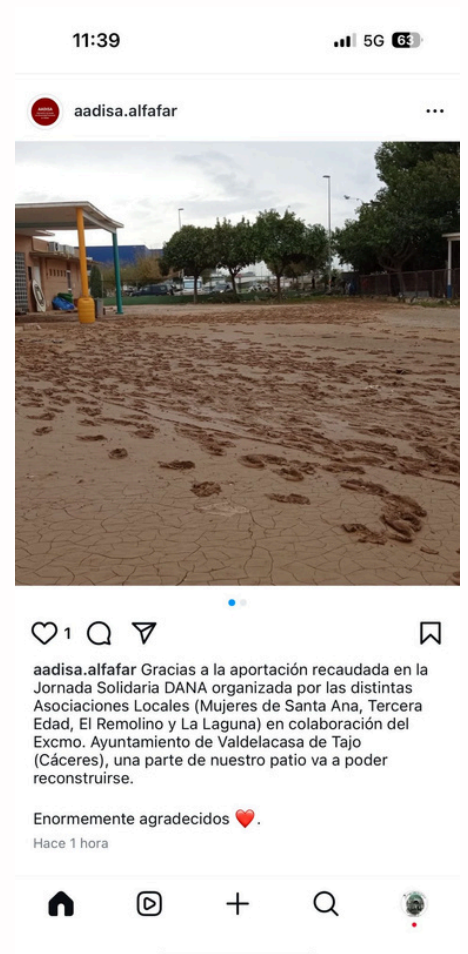 11:39
5G 63
aadisa.alfafar
aadisa.alfafar Gracias a la aportación recaudada en la
Jornada Solidaria DANA organizada por las distintas
Asociaciones Locales (Mujeres de Santa Ana, Tercera
Edad, El Remolino y La Laguna) en colaboración del
Excmo. Ayuntamiento de Valdelacasa de Tajo
(Cáceres), una parte de nuestro patio va a poder
reconstruirse.
Enormemente agradecidos ❤️.
Hace 1 hora
1